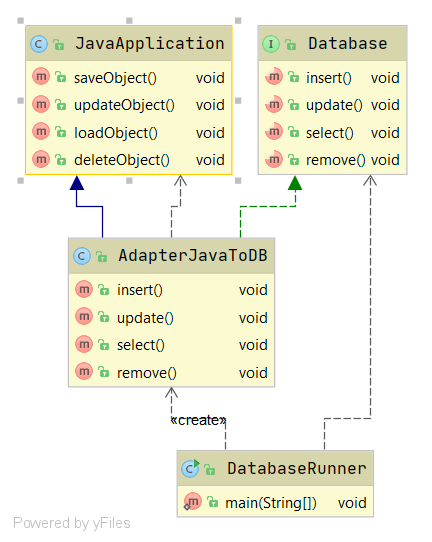 JavaApplication
saveObject() void
updateObject() void
loadObject() void
deleteObject() void
Database
insert() void
update() void
select() void
remove() void
AdapterJavaToDB
insert() void
update() void
select() void
remove() void
«create»
DatabaseRunner
main(String[]) void
Powered by yFiles